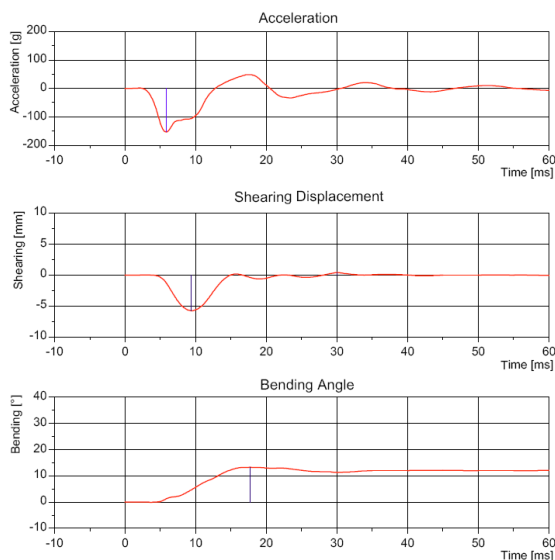 Acceleration
Acceleration [g]
200
100
0
-100
-200
-10 0 10 20 30 40 50 60
Time [ms]
Shearing Displacement
Shearing [mm]
10
5
0
-5
-10
-10 0 10 20 30 40 50 60
Time [ms]
Bending Angle
Bending [°]
40
30
20
10
0
-10
-10 0 10 20 30 40 50 60
Time [ms]